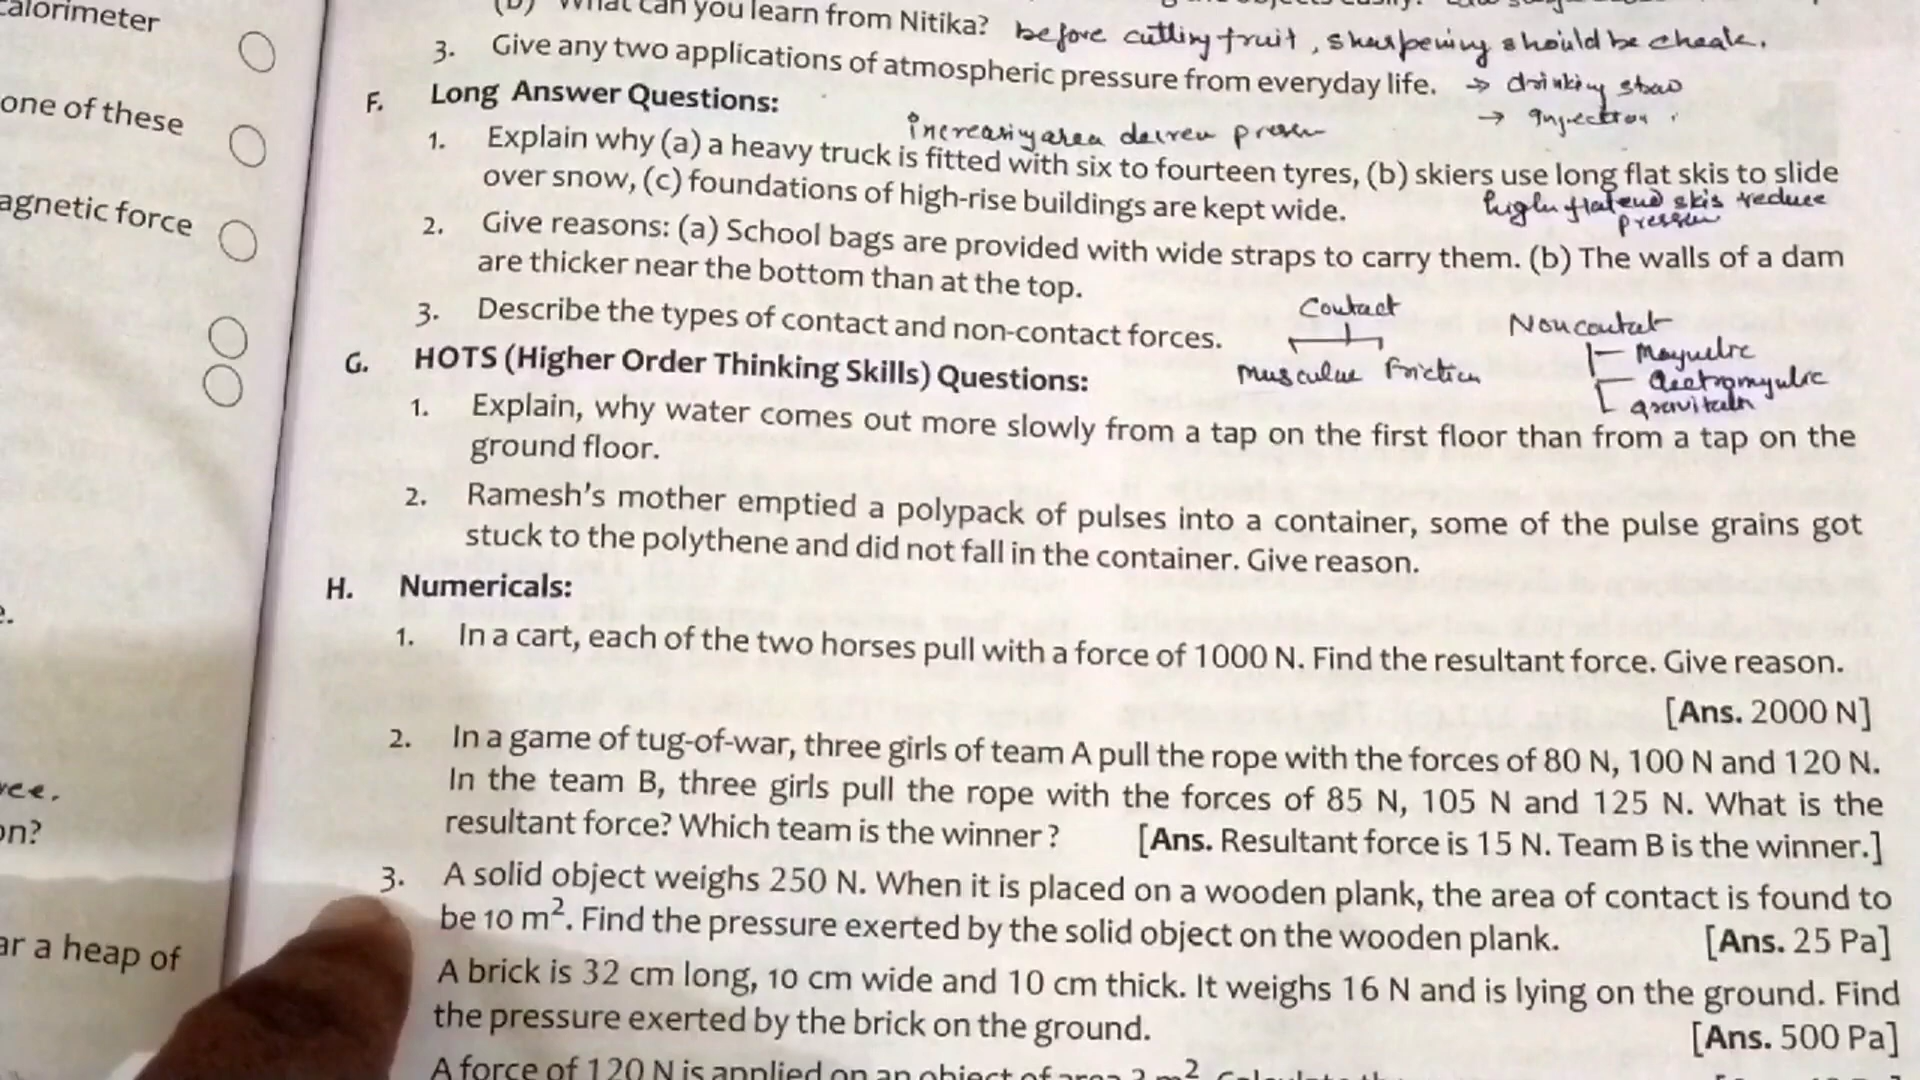 calorimeter
one of these
agnetic force
on?
ar a heap of
What can you learn from Nitika? before cutting fruit, sharpening should be cheak.
3. Give any two applications of atmospheric pressure from everyday life. → drinking straw
→ Injection
F. Long Answer Questions:
increasing area
1. Explain why (a) a heavy truck is fitted with six to fourteen tyres, (b) skiers use long flat skis to slide
over snow, (c) foundations of high-rise buildings are kept wide.
skis reduce
2. Give reasons: (a) School bags are provided with wide straps to carry them. (b) The walls of a dam
are thicker near the bottom than at the top.
3. Describe the types of contact and non-contact forces.
Contact
Muscular Friction
Noncontact
G. HOTS (Higher Order Thinking Skills) Questions:
1. Explain, why water comes out more slowly from a tap on the first floor than from a tap on the
ground floor.
2. Ramesh's mother emptied a polypack of pulses into a container, some of the pulse grains got
stuck to the polythene and did not fall in the container. Give reason.
H. Numericals:
1. In a cart, each of the two horses pull with a force of 1000 N. Find the resultant force. Give reason.
[Ans. 2000 N]
2. In a game of tug-of-war, three girls of team A pull the rope with the forces of 80 N, 100 N and 120 N.
In the team B, three girls pull the rope with the forces of 85 N, 105 N and 125 N. What is the
resultant force? Which team is the winner ? [Ans. Resultant force is 15 N. Team B is the winner.]
3. A solid object weighs 250 N. When it is placed on a wooden plank, the area of contact is found to
be 10 m². Find the pressure exerted by the solid object on the wooden plank. [Ans. 25 Pa]
A brick is 32 cm long, 10 cm wide and 10 cm thick. It weighs 16 N and is lying on the ground. Find
the pressure exerted by the brick on the ground. [Ans. 500 Pa]
A force of 120 N is applied on an object of area